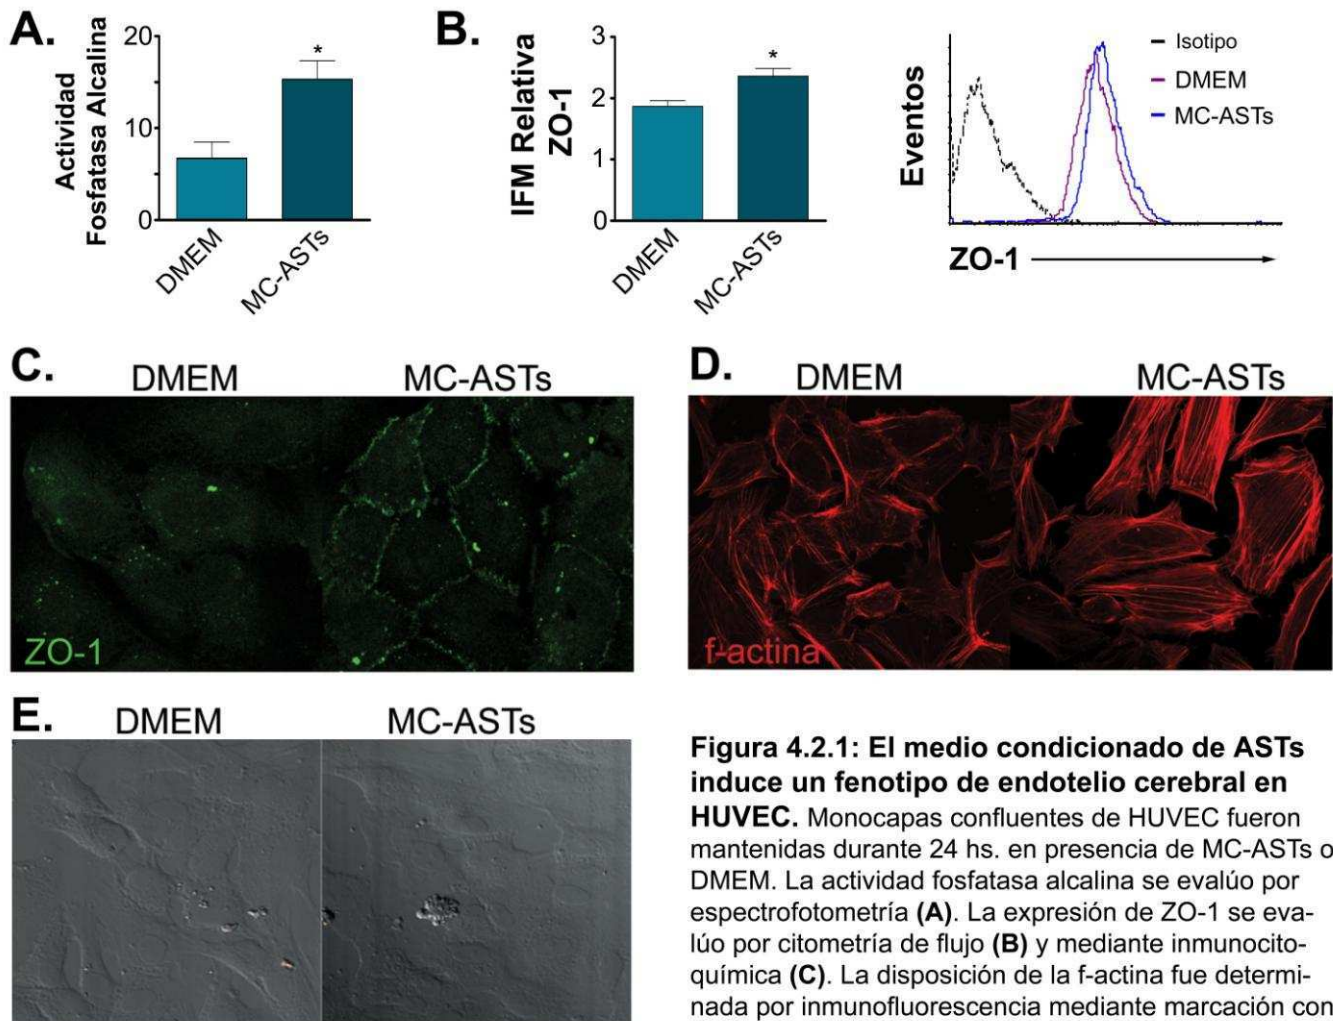 A.
Actividad
Fosfatasa Alcalina
20
10
0
DMEM
MC-ASTs
*
B.
IFM Relativa
ZO-1
3
2
1
0
DMEM
MC-ASTs
*
Eventos
ZO-1
Isotipo
DMEM
MC-ASTs
C.
DMEM
MC-ASTs
ZO-1
D.
DMEM
MC-ASTs
f-actina
E.
DMEM
MC-ASTs
Figura 4.2.1: El medio condicionado de ASTs
induce un fenotipo de endotelio cerebral en
HUVEC. Monocapas confluentes de HUVEC fueron
mantenidas durante 24 hs. en presencia de MC-ASTs o
DMEM. La actividad fosfatasa alcalina se evalúo por
espectrofotometría (A). La expresión de ZO-1 se eva-
lúo por citometría de flujo (B) y mediante inmunocito-
química (C). La disposición de la f-actina fue determi-
nada por inmunofluorescencia mediante marcación con